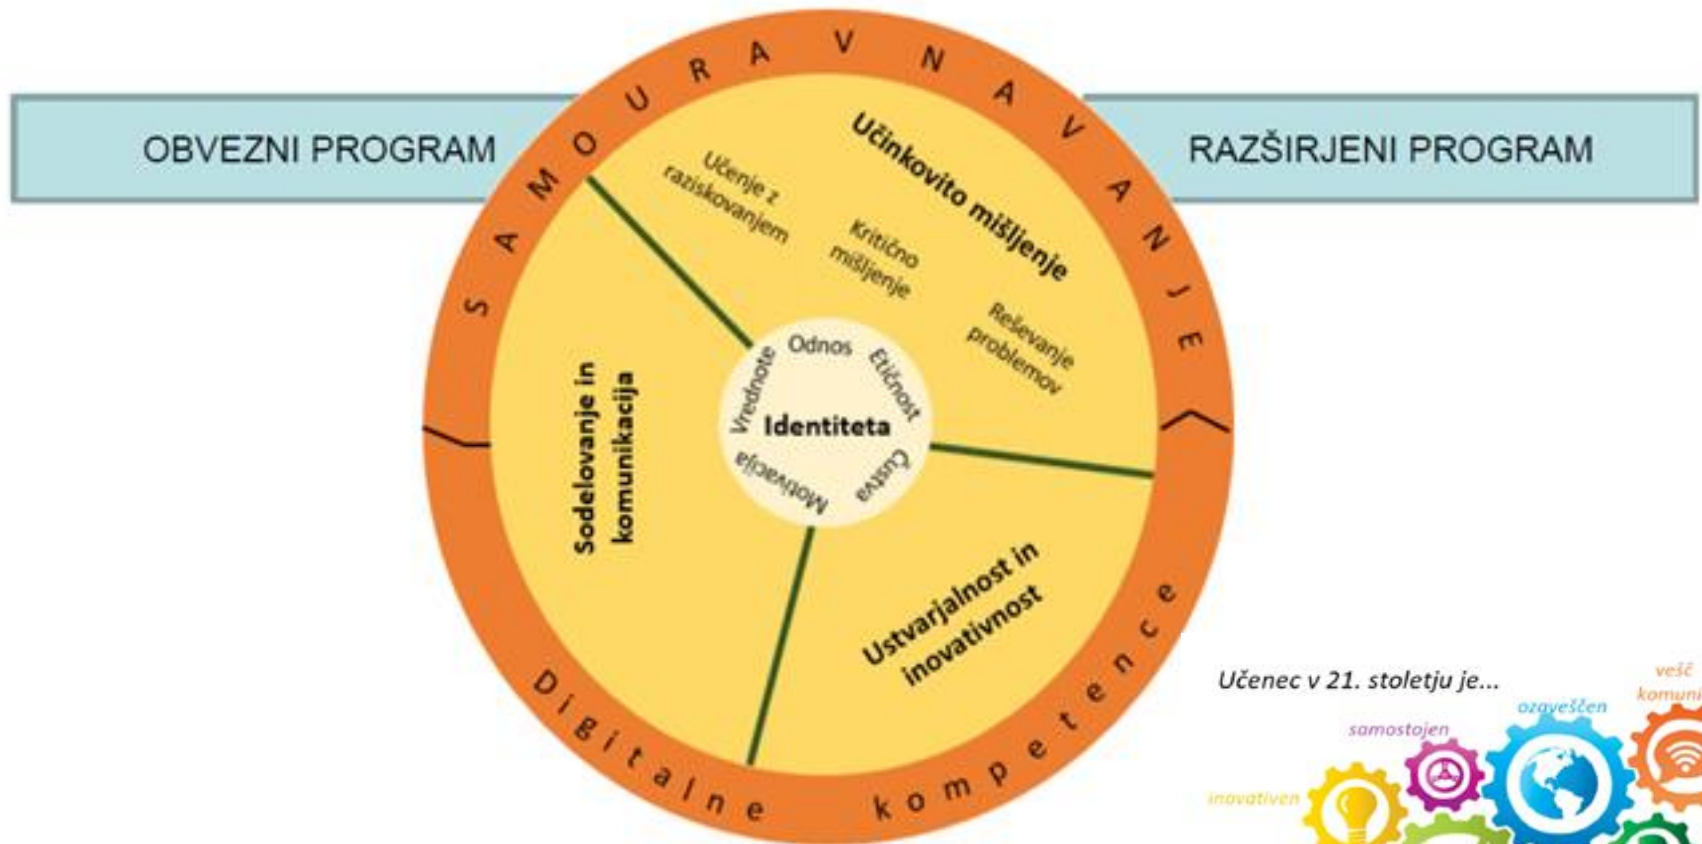 OBVEZNI PROGRAM
SAMOURAVNAVANJE
RAZŠIRJENI PROGRAM
Učinkovito mišljenje
Učenje z
raziskovanjem
Kritično
mišljenje
Reševanje
problemov
Sodelovanje in
komunikacija
Odnos
Etičnost
Vrednote
Identiteta
Čustva
Motivacija
Ustvarjalnost in
inovativnost
Digitalne kompetence
Učenec v 21. stoletju je...
vešč
komuni
ozaveščen
samostojen
inovativen